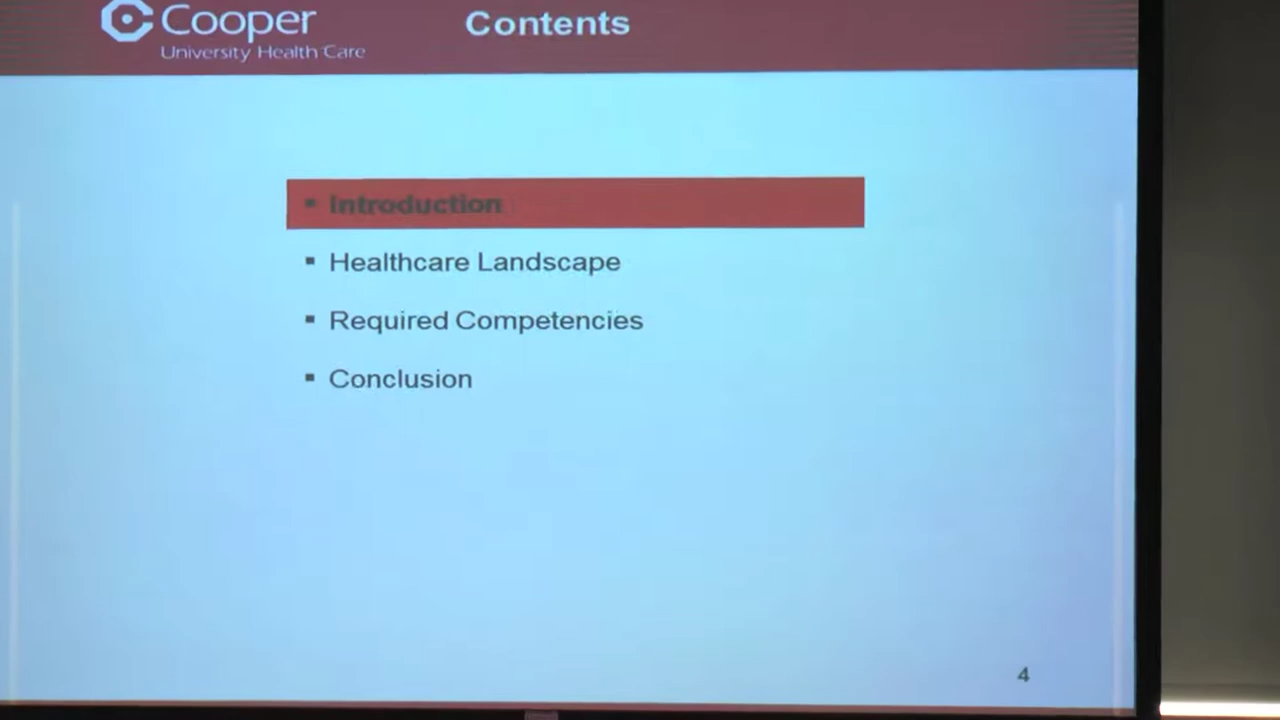 Cooper
University Health Care
Contents
▪ Introduction
▪ Healthcare Landscape
▪ Required Competencies
▪ Conclusion
4